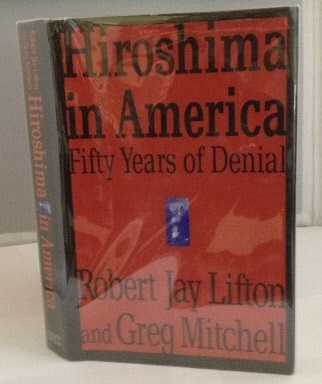 Hiroshima
in America
Fifty Years of Denial
Robert Jay Lifton
and Greg Mitchell
Hiroshima in America